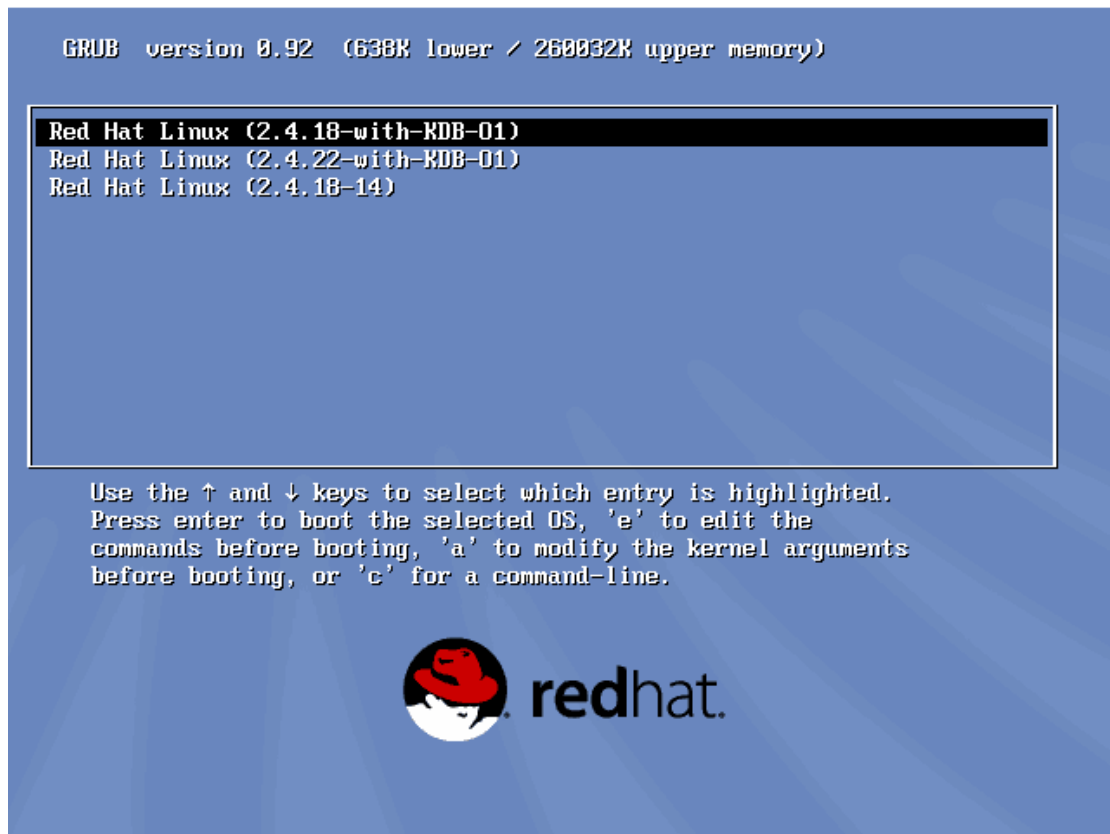 GRUB version 0.92 (638K lower / 260032K upper memory)
Red Hat Linux (2.4.18-with-KDB-01)
Red Hat Linux (2.4.22-with-KDB-01)
Red Hat Linux (2.4.18-14)
Use the ↑ and ↓ keys to select which entry is highlighted.
Press enter to boot the selected OS, 'e' to edit the
commands before booting, 'a' to modify the kernel arguments
before booting, or 'c' for a command-line.
redhat.